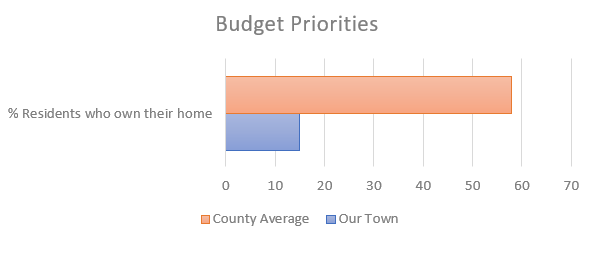 Budget Priorities
% Residents who own their home
0 10 20 30 40 50 60 70
County Average Our Town